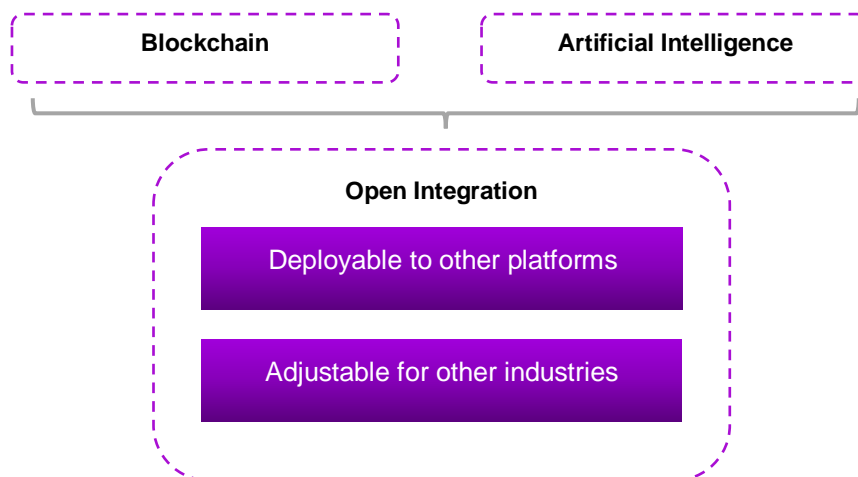 Blockchain
Artificial Intelligence
Open Integration
Deployable to other platforms
Adjustable for other industries